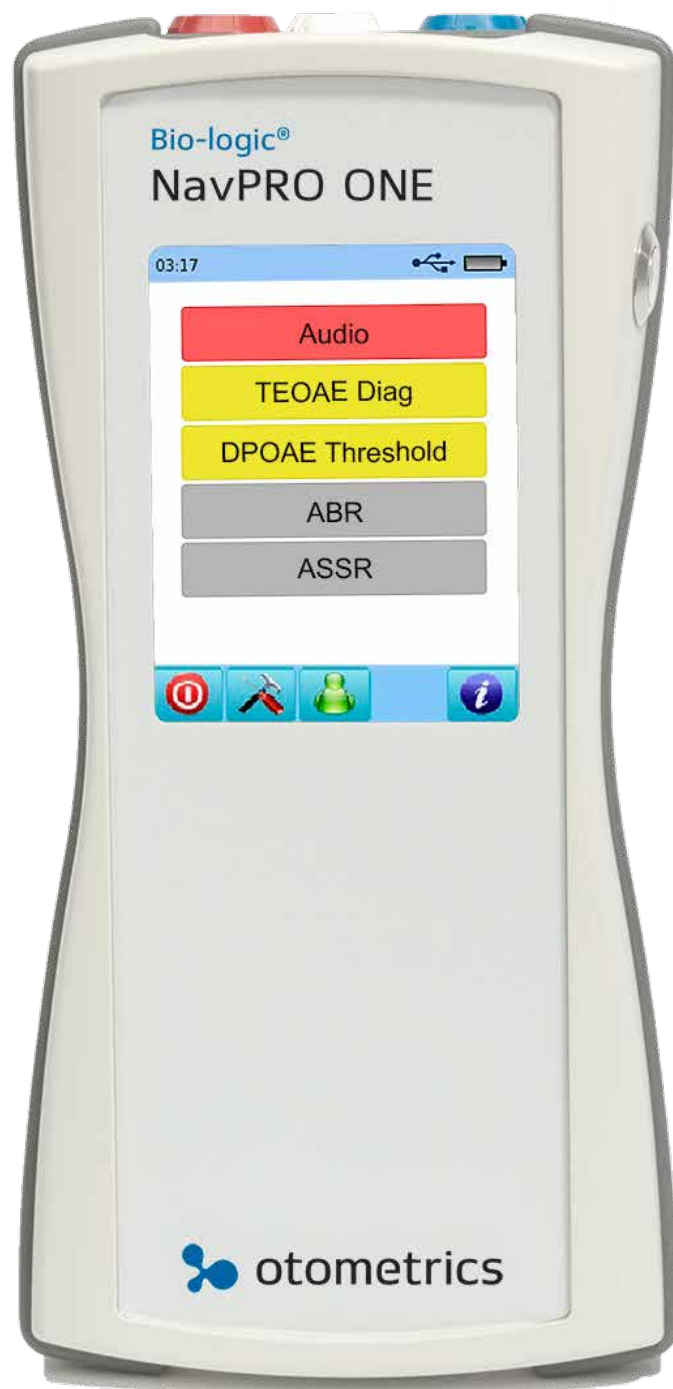 Bio-logic®
NavPRO ONE
03:17
Audio
TEOAE Diag
DPOAE Threshold
ABR
ASSR
i
otometrics